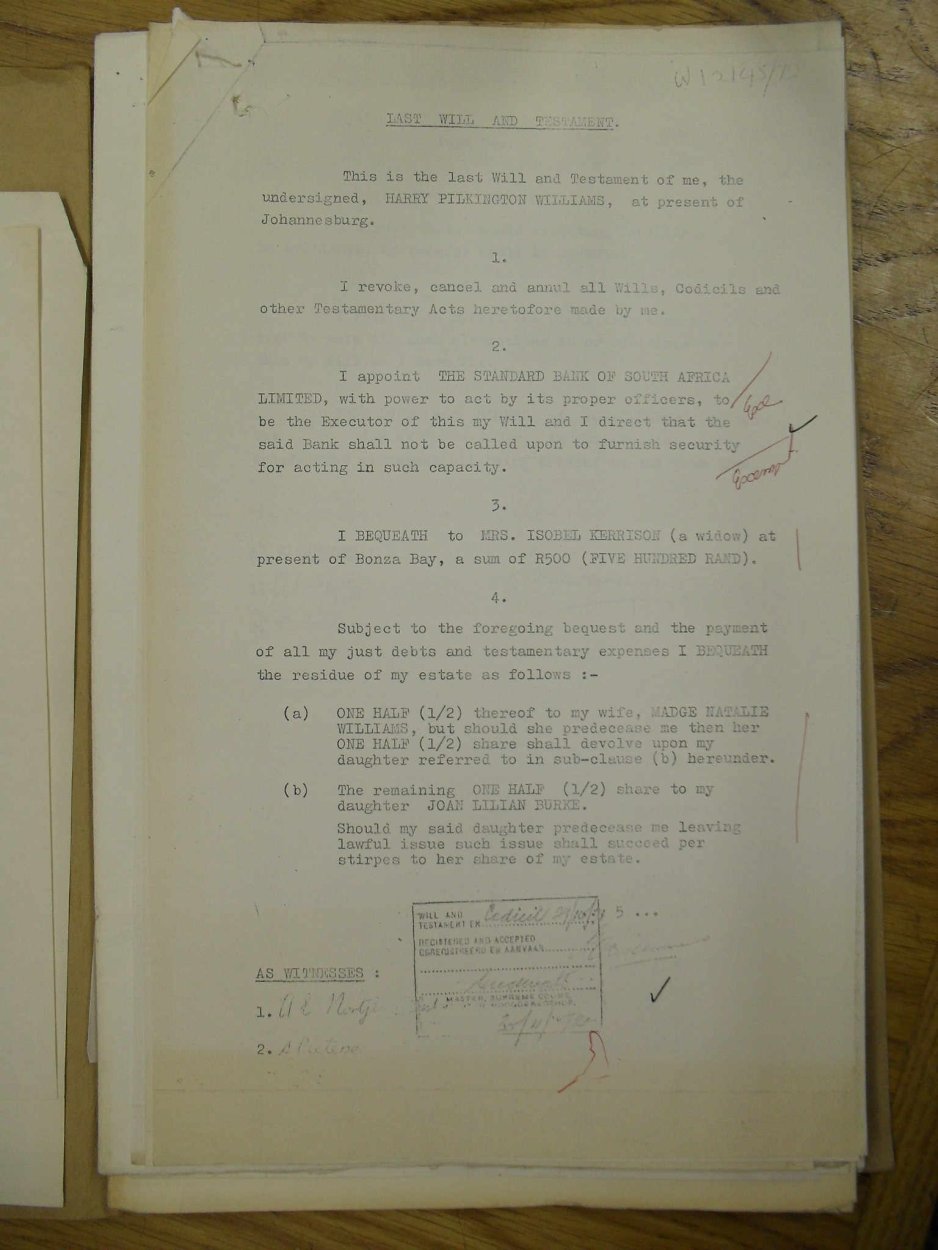 LAST WILL AND TESTAMENT.
This is the last Will and Testament of me, the
undersigned, HARRY PILKINGTON WILLIAMS, at present of
Johannesburg.
1.
I revoke, cancel and annul all Wills, Codicils and
other Testamentary Acts heretofore made by me.
2.
I appoint THE STANDARD BANK OF SOUTH AFRICA
LIMITED, with power to act by its proper officers, to
be the Executor of this my Will and I direct that the
said Bank shall not be called upon to furnish security
for acting in such capacity.
3.
I BEQUEATH to MRS. ISOBEL KERRISON (a widow) at
present of Bonza Bay, a sum of R500 (FIVE HUNDRED RAND).
4.
Subject to the foregoing bequest and the payment
of all my just debts and testamentary expenses I BEQUEATH
the residue of my estate as follows :-
(a) ONE HALF (1/2) thereof to my wife, MADGE NATALIE
WILLIAMS, but should she predecease me then her
ONE HALF (1/2) share shall devolve upon my
daughter referred to in sub-clause (b) hereunder.
(b) The remaining ONE HALF (1/2) share to my
daughter JOAN LILIAN BURKE.
Should my said daughter predecease me leaving
lawful issue such issue shall succeed per
stirpes to her share of my estate.
WILL AND Codicil 5 ...
TESTAMENT EN
REGISTERED AND ACCEPTED
GEREGISTREER EN AANVAAR
AS WITNESSES :
MASTER, SUPREME COURT
1.
2.